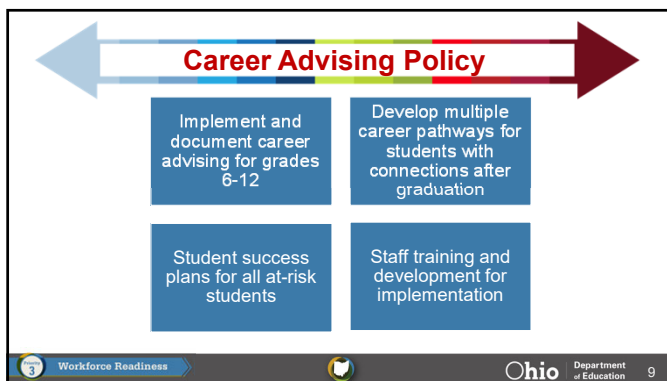 Career Advising Policy
Implement and
document career
advising for grades
6-12
Develop multiple
career pathways for
students with
connections after
graduation
Student success
plans for all at-risk
students
Staff training and
development for
implementation
Priority
3
Workforce Readiness
Ohio
Department
of Education
9